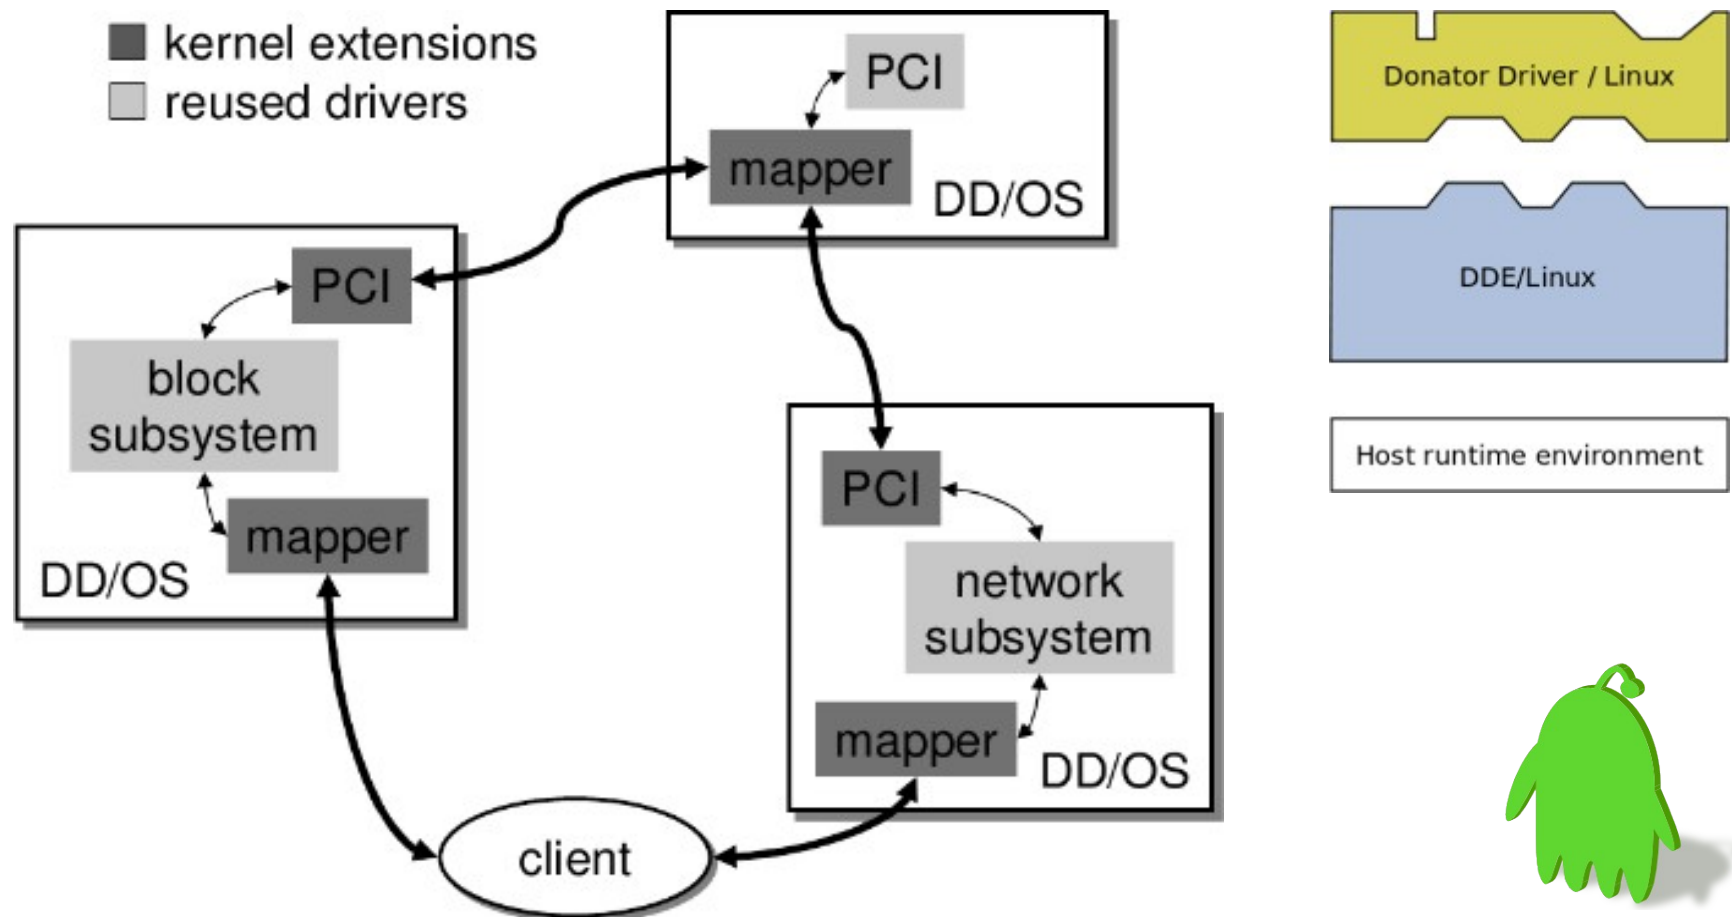 kernel extensions
reused drivers
PCI
mapper
DD/OS
PCI
block
subsystem
mapper
DD/OS
PCI
network
subsystem
mapper
DD/OS
client
Donator Driver / Linux
DDE/Linux
Host runtime environment